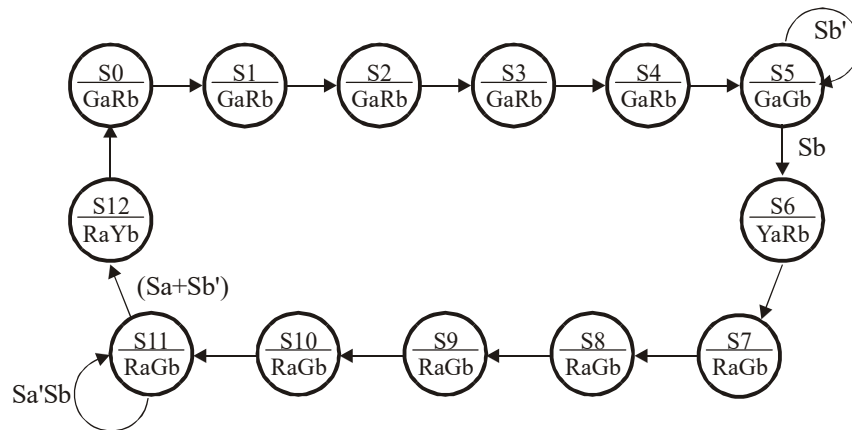 S0
GaRb
S1
GaRb
S2
GaRb
S3
GaRb
S4
GaRb
S5
GaGb
Sb'
Sb
S6
YaRb
S7
RaGb
S8
RaGb
S9
RaGb
S10
RaGb
S11
RaGb
Sa'Sb
(Sa+Sb')
S12
RaYb